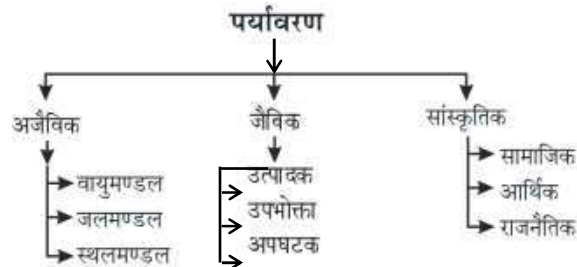 पर्यावरण
अजैविक
वायुमण्डल
जलमण्डल
स्थलमण्डल
जैविक
उत्पादक
उपभोक्ता
अपघटक
सांस्कृतिक
सामाजिक
आर्थिक
राजनैतिक